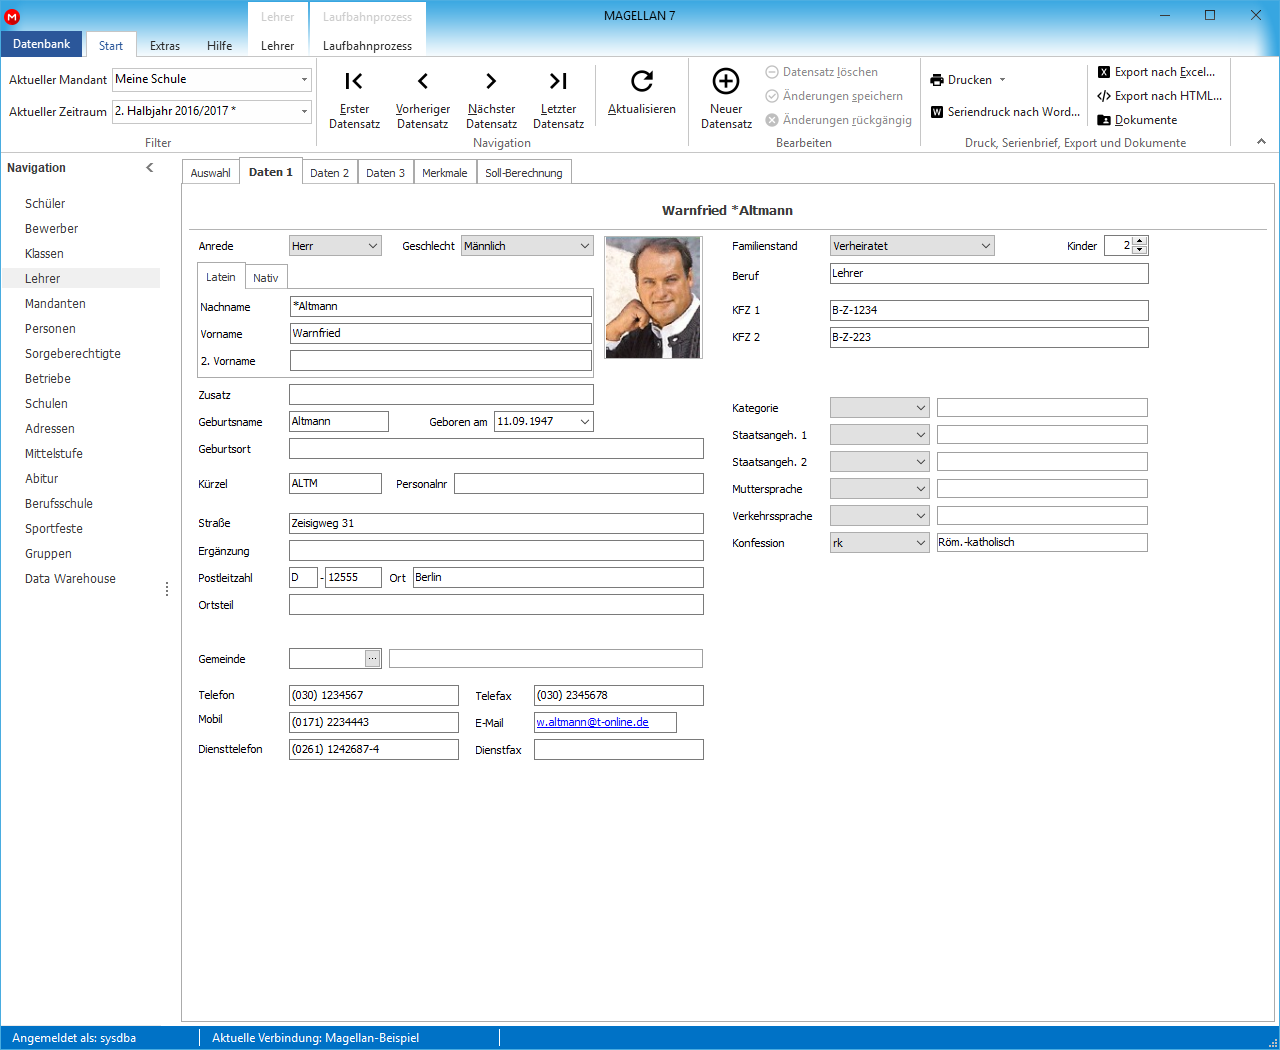 MAGELLAN 7
Lehrer Laufbahnprozess
Datenbank Start Extras Hilfe Lehrer Laufbahnprozess
Aktueller Mandant Meine Schule
Aktueller Zeitraum 2. Halbjahr 2016/2017 *
Filter
Erster Datensatz
Vorheriger Datensatz
Nächster Datensatz
Letzter Datensatz
Aktualisieren
Navigation
Neuer Datensatz
Datensatz löschen
Änderungen speichern
Änderungen rückgängig
Bearbeiten
Drucken
Seriendruck nach Word...
Export nach Excel...
Export nach HTML...
Dokumente
Druck, Serienbrief, Export und Dokumente
Navigation
Schüler
Bewerber
Klassen
Lehrer
Mandanten
Personen
Sorgeberechtigte
Betriebe
Schulen
Adressen
Mittelstufe
Abitur
Berufsschule
Sportfeste
Gruppen
Data Warehouse
Auswahl Daten 1 Daten 2 Daten 3 Merkmale Soll-Berechnung
Warnfried *Altmann
Anrede Herr Geschlecht Männlich
Latein Nativ
Nachname *Altmann
Vorname Warnfried
2. Vorname
Zusatz
Geburtsname Altmann Geboren am 11.09.1947
Geburtsort
Kürzel ALTM Personalnr
Straße Zeisigweg 31
Ergänzung
Postleitzahl D - 12555 Ort Berlin
Ortsteil
Gemeinde ...
Telefon (030) 1234567 Telefax (030) 2345678
Mobil (0171) 2234443 E-Mail w.altmann@t-online.de
Diensttelefon (0261) 1242687-4 Dienstfax
Familienstand Verheiratet Kinder 2
Beruf Lehrer
KFZ 1 B-Z-1234
KFZ 2 B-Z-223
Kategorie
Staatsangeh. 1
Staatsangeh. 2
Muttersprache
Verkehrssprache
Konfession rk Röm.-katholisch
Angemeldet als: sysdba Aktuelle Verbindung: Magellan-Beispiel